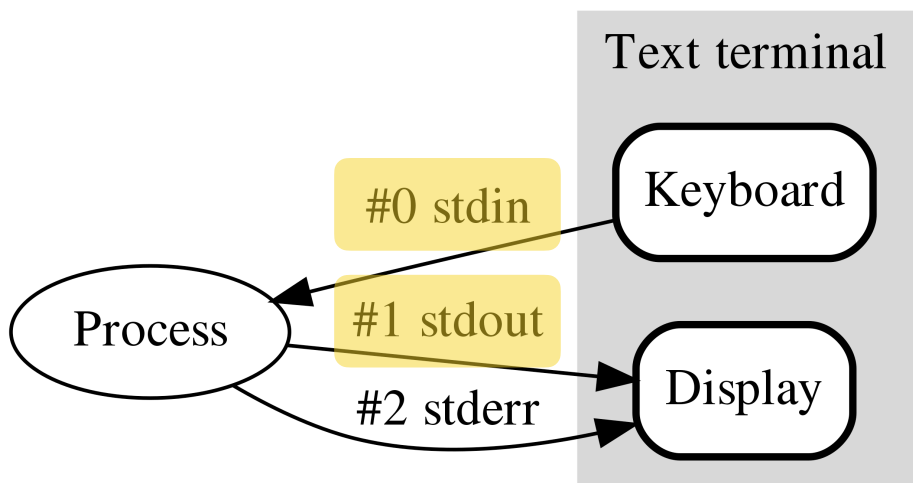 Text terminal
Keyboard
#0 stdin
#1 stdout
Process
Display
#2 stderr